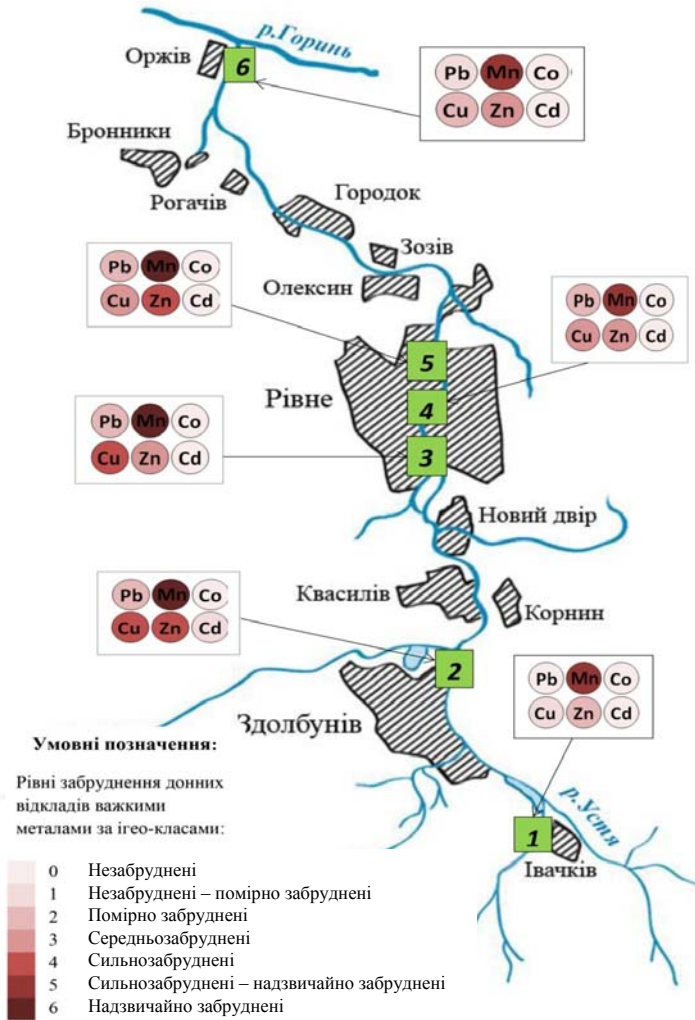 р.Горинь
Оржів
6
Pb Mn Co
Cu Zn Cd
Бронники
Рогачів
Городок
Зозів
Олексин
Pb Mn Co
Cu Zn Cd
Pb Mn Co
Cu Zn Cd
5
Рівне
4
3
Pb Mn Co
Cu Zn Cd
Новий двір
Квасилів
Корнин
Pb Mn Co
Cu Zn Cd
2
Здолбунів
Pb Mn Co
Cu Zn Cd
р.Устя
1
Івачків
Умовні позначення:
Рівні забруднення донних
відкладів важкими
металами за ігео-класами:
0 Незабруднені
1 Незабруднені – помірно забруднені
2 Помірно забруднені
3 Середньозабруднені
4 Сильнозабруднені
5 Сильнозабруднені – надзвичайно забруднені
6 Надзвичайно забруднені